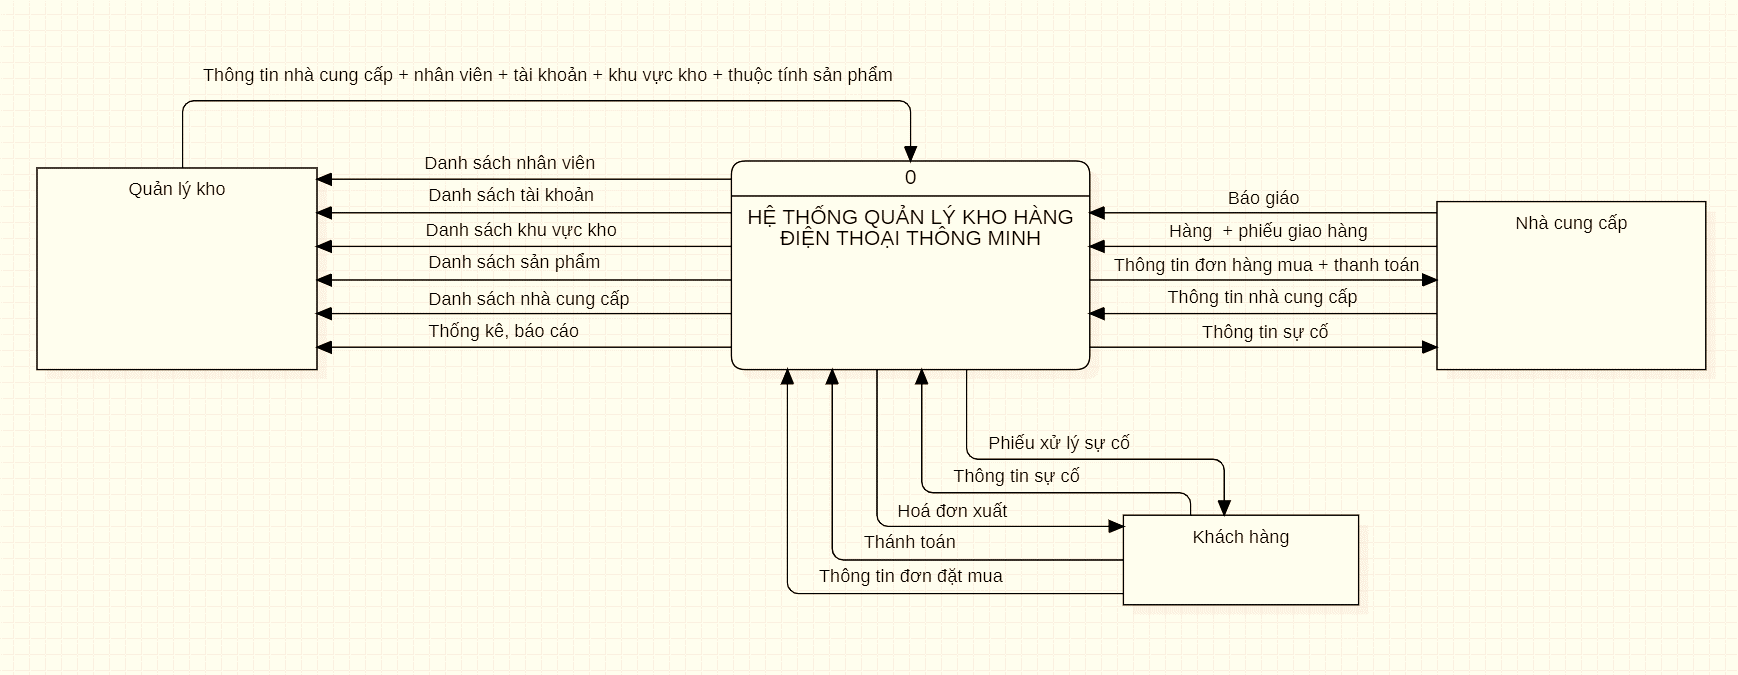 Thông tin nhà cung cấp + nhân viên + tài khoản + khu vực kho + thuộc tính sản phẩm
Quản lý kho
Danh sách nhân viên
Danh sách tài khoản
Danh sách khu vực kho
Danh sách sản phẩm
Danh sách nhà cung cấp
Thống kê, báo cáo
0
HỆ THỐNG QUẢN LÝ KHO HÀNG
ĐIỆN THOẠI THÔNG MINH
Báo giáo
Hàng + phiếu giao hàng
Thông tin đơn hàng mua + thanh toán
Thông tin nhà cung cấp
Thông tin sự cố
Nhà cung cấp
Phiếu xử lý sự cố
Thông tin sự cố
Hoá đơn xuất
Thánh toán
Thông tin đơn đặt mua
Khách hàng